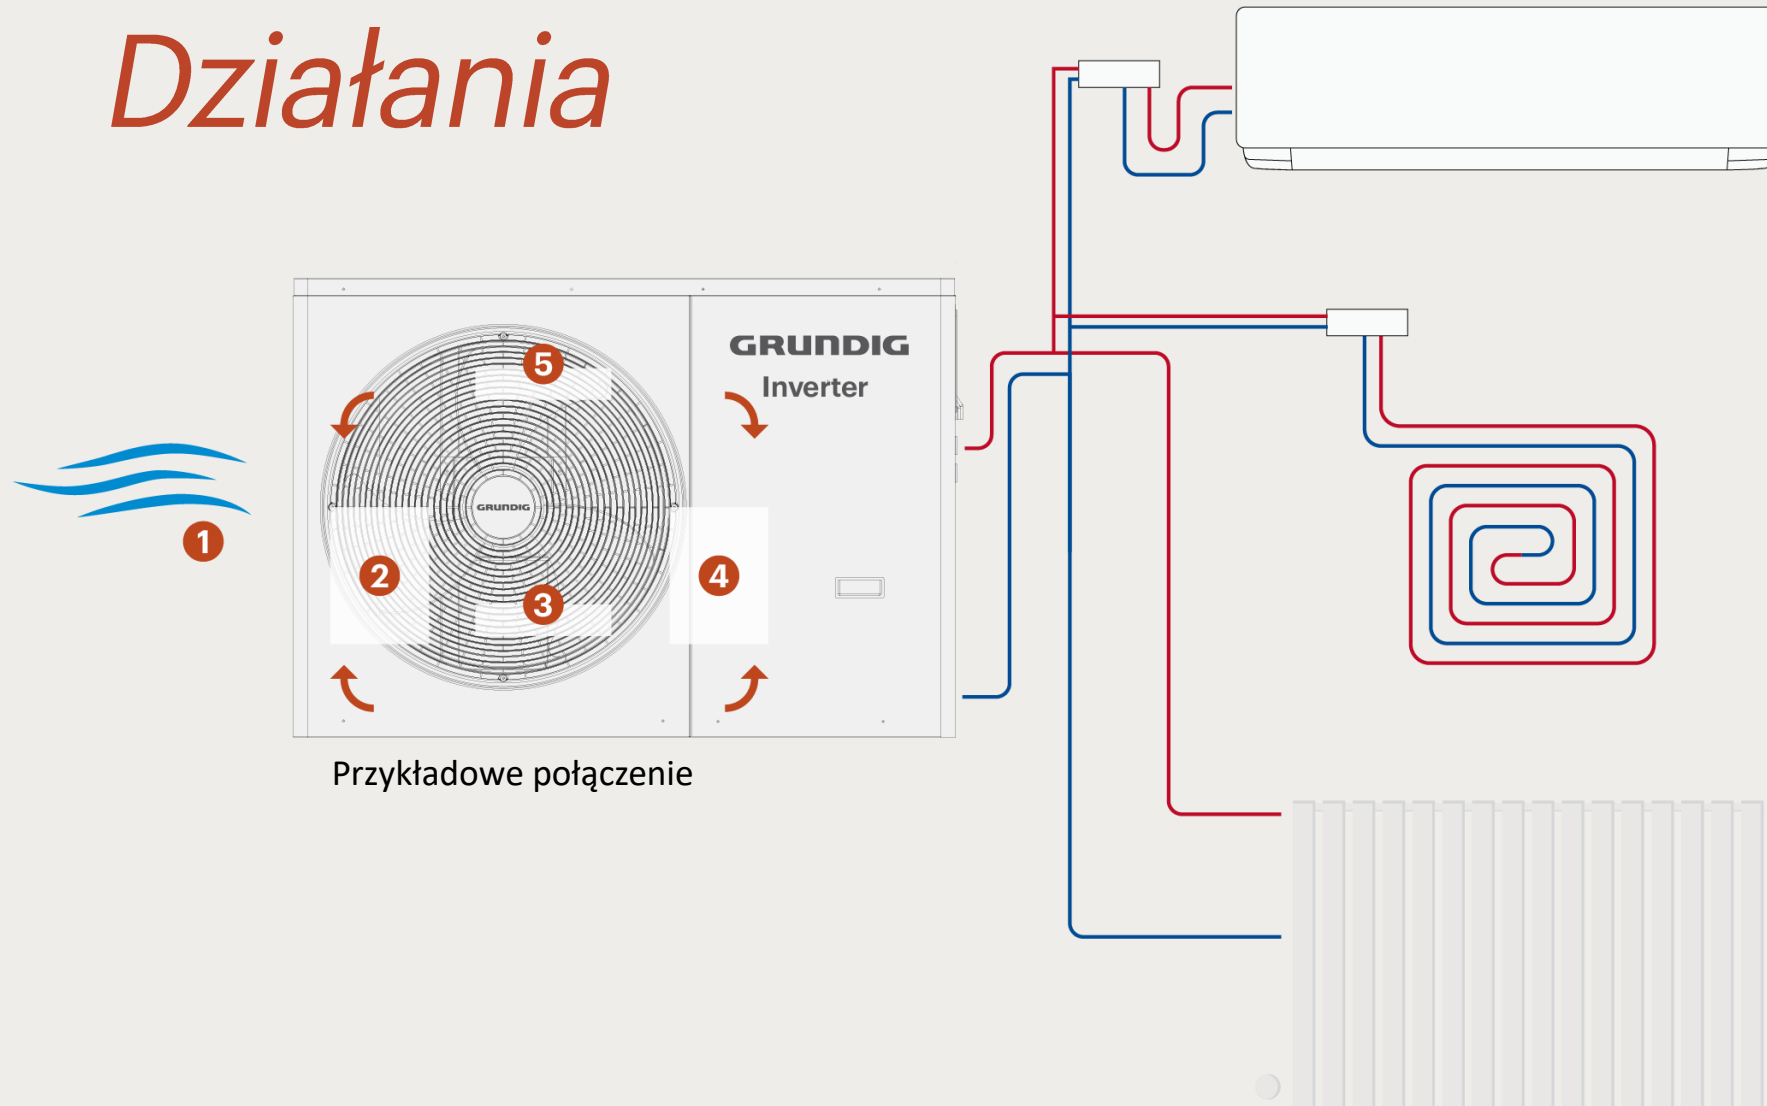 Działania
GRUNDIG
Inverter
5
1
GRUNDIG
2
4
3
Przykładowe połączenie